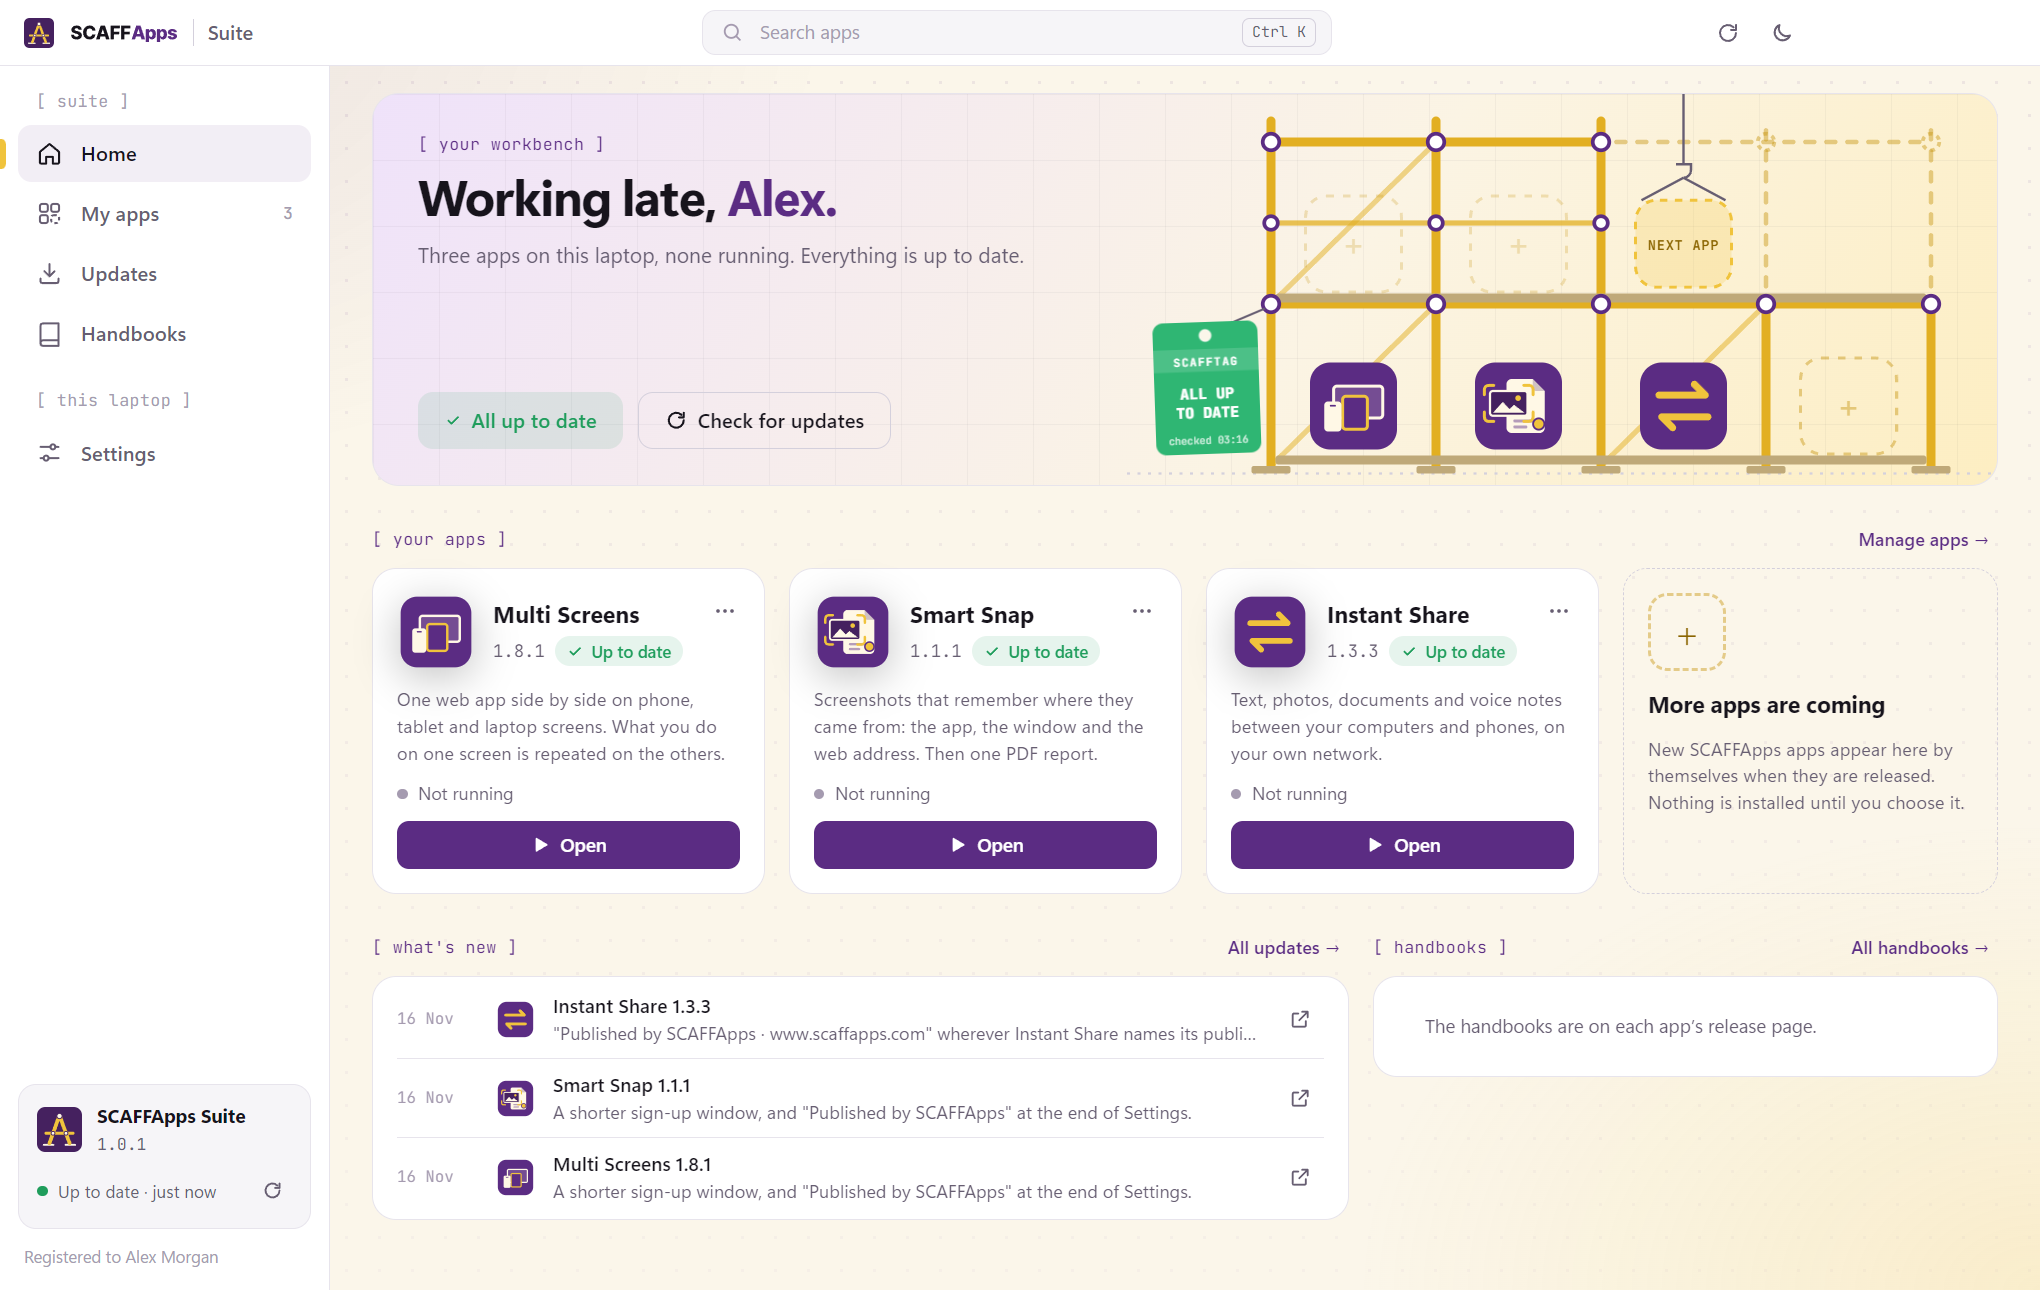 SCAFFApps Suite
Search apps
Ctrl K
[ suite ]
Home
My apps 3
Updates
Handbooks
[ this laptop ]
Settings
SCAFFApps Suite
1.0.1
Up to date · just now
Registered to Alex Morgan
[ your workbench ]
Working late, Alex.
Three apps on this laptop, none running. Everything is up to date.
All up to date
Check for updates
NEXT APP
SCAFFTAG
ALL UP
TO DATE
checked 03:16
[ your apps ]
Manage apps →
Multi Screens
1.8.1 Up to date
One web app side by side on phone,
tablet and laptop screens. What you do
on one screen is repeated on the others.
Not running
Open
Smart Snap
1.1.1 Up to date
Screenshots that remember where they
came from: the app, the window and the
web address. Then one PDF report.
Not running
Open
Instant Share
1.3.3 Up to date
Text, photos, documents and voice notes
between your computers and phones, on
your own network.
Not running
Open
More apps are coming
New SCAFFApps apps appear here by
themselves when they are released.
Nothing is installed until you choose it.
[ what's new ]
All updates →
16 Nov
Instant Share 1.3.3
"Published by SCAFFApps · www.scaffapps.com" wherever Instant Share names its publi...
16 Nov
Smart Snap 1.1.1
A shorter sign-up window, and "Published by SCAFFApps" at the end of Settings.
16 Nov
Multi Screens 1.8.1
A shorter sign-up window, and "Published by SCAFFApps" at the end of Settings.
[ handbooks ]
All handbooks →
The handbooks are on each app’s release page.